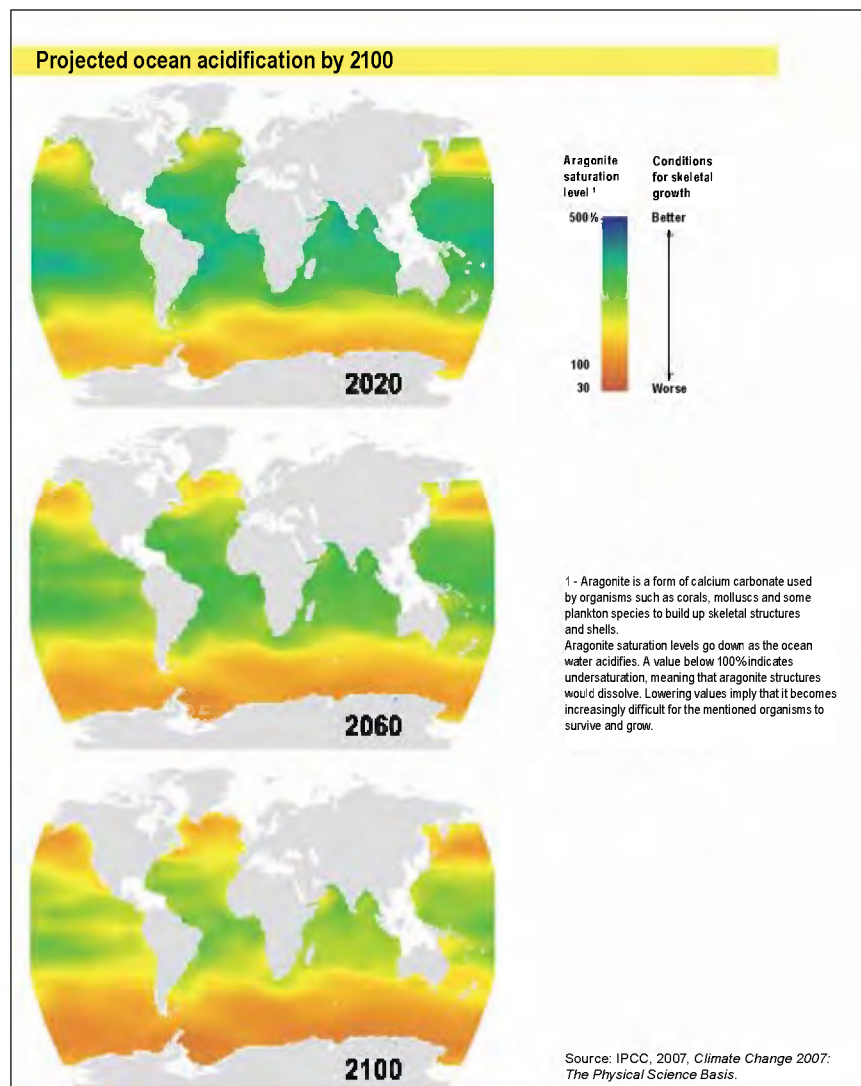 Projected ocean acidification by 2100
Aragonite
saturation
level 1
Conditions
for skeletal
growth
500%
Better
100
30
Worse
2020
2060
1 - Aragonite is a form of calcium carbonate used
by organisms such as corals, molluscs and some
plankton species to build up skeletal structures
and shells.
Aragonite saturation levels go down as the ocean
water acidifies. A value below 100% indicates
undersaturation, meaning that aragonite structures
would dissolve. Lowering values imply that it becomes
increasingly difficult for the mentioned organisms to
survive and grow.
2100
Source: IPCC, 2007, Climate Change 2007:
The Physical Science Basis.